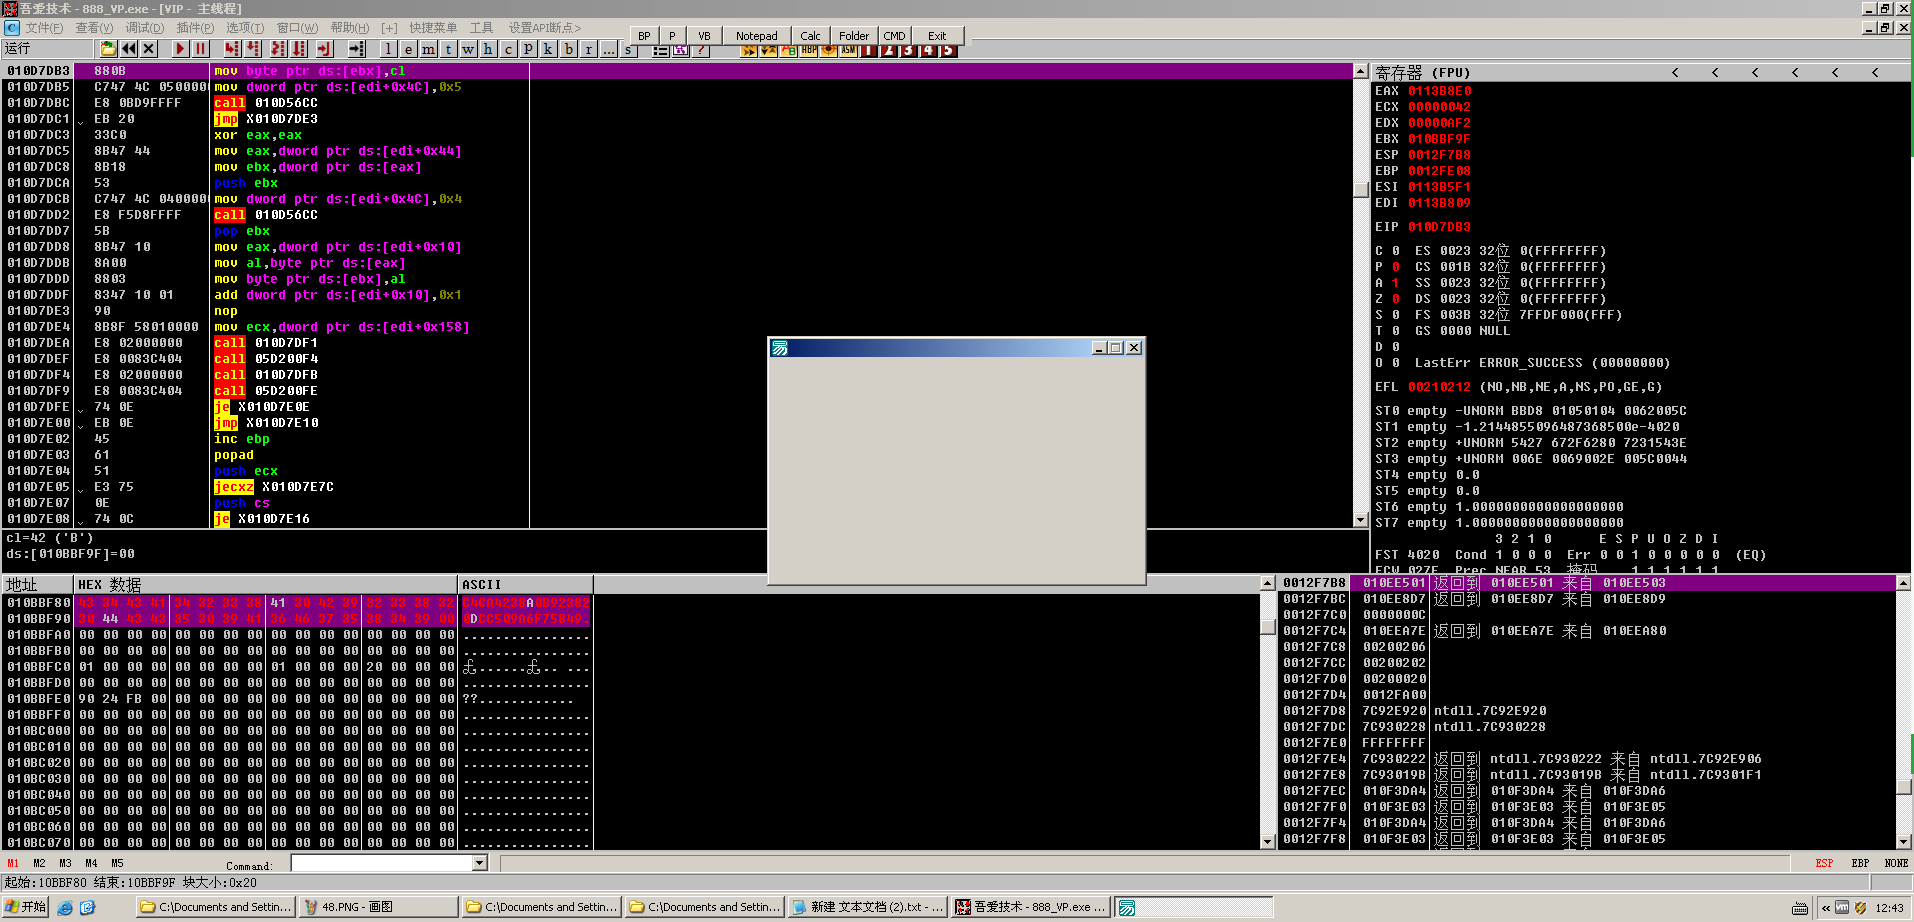 吾爱技术 - 888_VP.exe - [VIP - 主线程]
文件(F) 查看(V) 调试(D) 插件(P) 选项(T) 窗口(W) 帮助(H) [+] 快捷菜单 工具 设置API断点>
BP P VB Notepad Calc Folder CMD Exit
运行 l e m t w h c p k b r ... s
010D7DB3 880B mov byte ptr ds:[ebx],cl
010D7DB5 C747 4C 0500000 mov dword ptr ds:[edi+0x4C],0x5
010D7DBC E8 0BD9FFFF call 010D56CC
010D7DC1 EB 20 jmp X010D7DE3
010D7DC3 33C0 xor eax,eax
010D7DC5 8B47 44 mov eax,dword ptr ds:[edi+0x44]
010D7DC8 8B18 mov ebx,dword ptr ds:[eax]
010D7DCA 53 push ebx
010D7DCB C747 4C 0400000 mov dword ptr ds:[edi+0x4C],0x4
010D7DD2 E8 F5D8FFFF call 010D56CC
010D7DD7 5B pop ebx
010D7DD8 8B47 10 mov eax,dword ptr ds:[edi+0x10]
010D7DDB 8A00 mov al,byte ptr ds:[eax]
010D7DDD 8803 mov byte ptr ds:[ebx],al
010D7DDF 8347 10 01 add dword ptr ds:[edi+0x10],0x1
010D7DE3 90 nop
010D7DE4 8B8F 58010000 mov ecx,dword ptr ds:[edi+0x158]
010D7DEA E8 02000000 call 010D7DF1
010D7DEF E8 0083C404 call 05D200F4
010D7DF4 E8 02000000 call 010D7DFB
010D7DF9 E8 0083C404 call 05D200FE
010D7DFE 74 0E je X010D7E0E
010D7E00 EB 0E jmp X010D7E10
010D7E02 45 inc ebp
010D7E03 61 popad
010D7E04 51 push ecx
010D7E05 E3 75 jecxz X010D7E7C
010D7E07 0E push cs
010D7E08 74 0C je X010D7E16
cl=42 ('B')
ds:[010BBF9F]=00
寄存器 (FPU) < < < < < <
EAX 0113B8E0
ECX 00000042
EDX 00000AF2
EBX 010BBF9F
ESP 0012F7B8
EBP 0012FE08
ESI 0113B5F1
EDI 0113B809
EIP 010D7DB3
C 0 ES 0023 32位 0(FFFFFFFF)
P 0 CS 001B 32位 0(FFFFFFFF)
A 1 SS 0023 32位 0(FFFFFFFF)
Z 0 DS 0023 32位 0(FFFFFFFF)
S 0 FS 003B 32位 7FFDF000(FFF)
T 0 GS 0000 NULL
D 0
O 0 LastErr ERROR_SUCCESS (00000000)
EFL 00210212 (NO,NB,NE,A,NS,PO,GE,G)
ST0 empty -UNORM BBD8 01050104 0062005C
ST1 empty -1.2144855096487368500e-4020
ST2 empty +UNORM 5427 672F6280 7231543E
ST3 empty +UNORM 006E 0069002E 005C0044
ST4 empty 0.0
ST5 empty 0.0
ST6 empty 1.0000000000000000000
ST7 empty 1.0000000000000000000
3 2 1 0 E S P U O Z D I
FST 4020 Cond 1 0 0 0 Err 0 0 1 0 0 0 0 0 (EQ)
FCW 027F Prec NEAR,53 掩码 1 1 1 1 1 1
地址 HEX 数据 ASCII
010BBF80 43 34 43 41 34 32 33 38 41 30 42 39 32 33 38 32 C4CA4238A0B92382
010BBF90 30 44 43 43 35 30 39 41 36 46 37 35 38 34 39 00 0DCC509A6F75849.
010BBFA0 00 00 00 00 00 00 00 00 00 00 00 00 00 00 00 00 ................
010BBFB0 00 00 00 00 00 00 00 00 00 00 00 00 00 00 00 00 ................
010BBFC0 01 00 00 00 00 00 00 00 01 00 00 00 20 00 00 00
010BBFD0 00 00 00 00 00 00 00 00 00 00 00 00 00 00 00 00 ................
010BBFE0 90 24 FB 00 00 00 00 00 00 00 00 00 00 00 00 00 ??............
010BBFF0 00 00 00 00 00 00 00 00 00 00 00 00 00 00 00 00 ................
010BC000 00 00 00 00 00 00 00 00 00 00 00 00 00 00 00 00 ................
010BC010 00 00 00 00 00 00 00 00 00 00 00 00 00 00 00 00 ................
010BC020 00 00 00 00 00 00 00 00 00 00 00 00 00 00 00 00 ................
010BC030 00 00 00 00 00 00 00 00 00 00 00 00 00 00 00 00 ................
010BC040 00 00 00 00 00 00 00 00 00 00 00 00 00 00 00 00 ................
010BC050 00 00 00 00 00 00 00 00 00 00 00 00 00 00 00 00 ................
010BC060 00 00 00 00 00 00 00 00 00 00 00 00 00 00 00 00 ................
010BC070 00 00 00 00 00 00 00 00 00 00 00 00 00 00 00 00 ................
0012F7B8 010EE501 返回到 010EE501 来自 010EE503
0012F7BC 010EE8D7 返回到 010EE8D7 来自 010EE8D9
0012F7C0 0000000C
0012F7C4 010EEA7E 返回到 010EEA7E 来自 010EEA80
0012F7C8 00200206
0012F7CC 00200202
0012F7D0 00200020
0012F7D4 0012FA00
0012F7D8 7C92E920 ntdll.7C92E920
0012F7DC 7C930228 ntdll.7C930228
0012F7E0 FFFFFFFF
0012F7E4 7C930222 返回到 ntdll.7C930222 来自 ntdll.7C92E906
0012F7E8 7C93019B 返回到 ntdll.7C93019B 来自 ntdll.7C9301F1
0012F7EC 010F3DA4 返回到 010F3DA4 来自 010F3DA6
0012F7F0 010F3E03 返回到 010F3E03 来自 010F3E05
0012F7F4 010F3DA4 返回到 010F3DA4 来自 010F3DA6
0012F7F8 010F3E03 返回到 010F3E03 来自 010F3E05
M1 M2 M3 M4 M5 Command: ESP EBP NONE
起始:10BBF80 结束:10BBF9F 块大小:0x20
开始 C:\Documents and Settin... 48.PNG - 画图 C:\Documents and Settin... C:\Documents and Settin... 新建 文本文档 (2).txt - ... 吾爱技术 - 888_VP.exe ... « 12:43